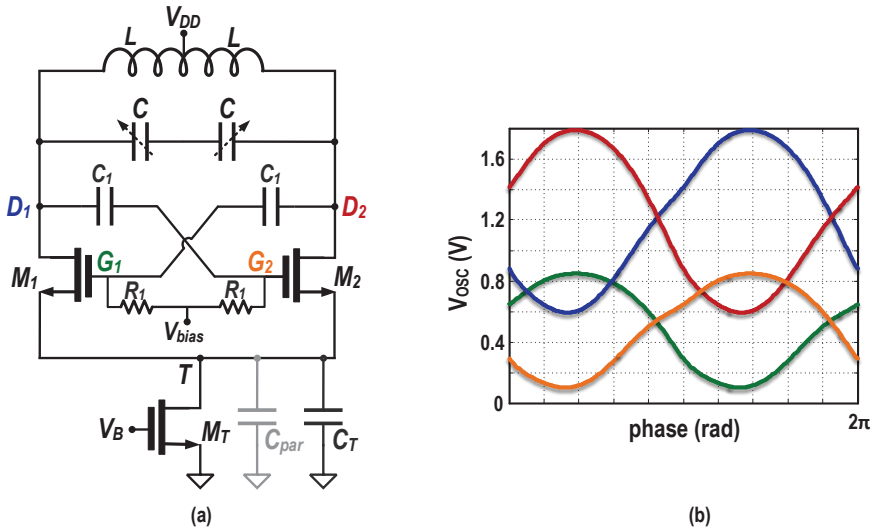 V_DD
L L
C C
C_1 C_1
D_1 D_2
G_1 G_2
M_1 M_2
R_1 R_1
V_bias
T
V_B M_T C_par C_T
(a)
V_OSC (V)
1.6
1.2
0.8
0.4
0
phase (rad) 2π
(b)